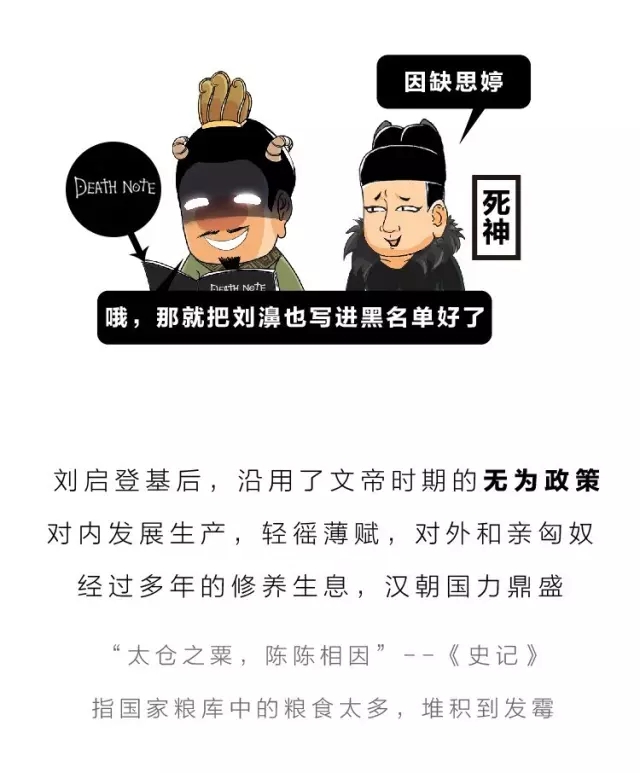 因缺思婷
DEATH NOTE
死神
DEATH NOTE
哦，那就把刘濞也写进黑名单好了
刘启登基后，沿用了文帝时期的无为政策
对内发展生产，轻徭薄赋，对外和亲匈奴
经过多年的修养生息，汉朝国力鼎盛
“太仓之粟，陈陈相因”--《史记》
指国家粮库中的粮食太多，堆积到发霉